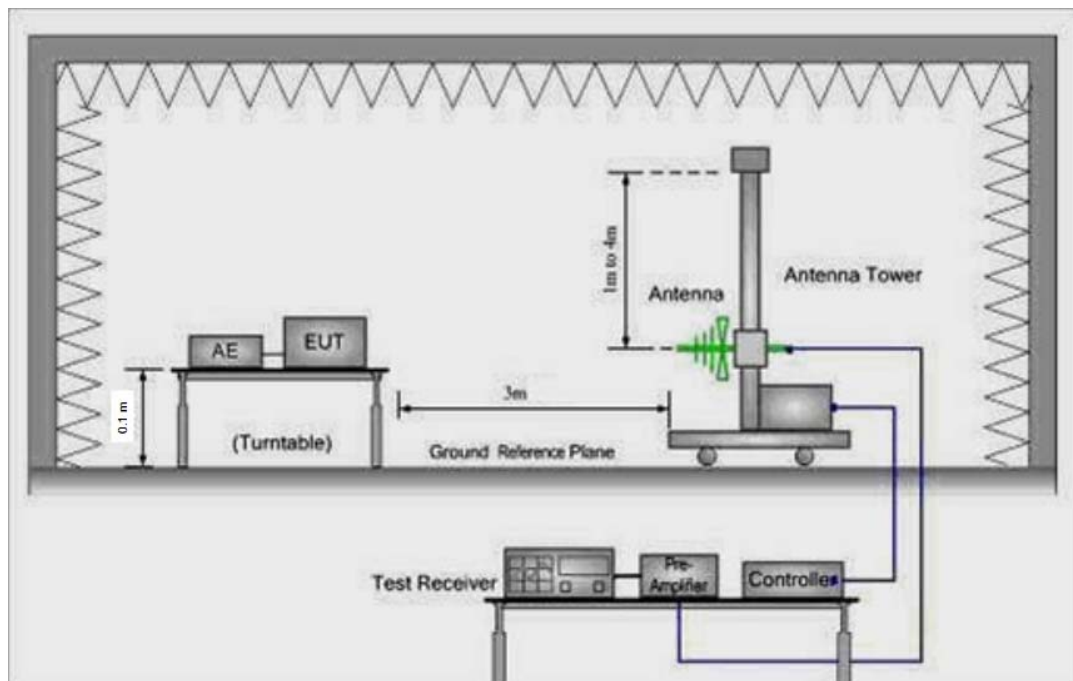 1m to 4m
Antenna Tower
Antenna
AE
EUT
3m
0.1 m
(Turntable)
Ground Reference Plane
Test Receiver
Pre-
Amplifier
Controller